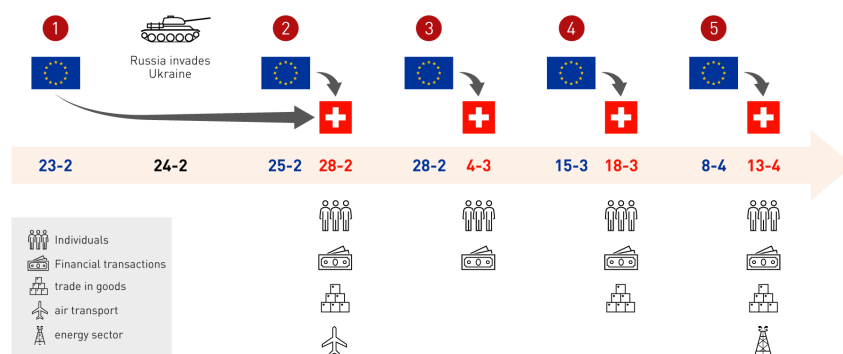 1
2
3
4
5
Russia invades
Ukraine
23-2
24-2
25-2
28-2
28-2
4-3
15-3
18-3
8-4
13-4
Individuals
Financial transactions
trade in goods
air transport
energy sector